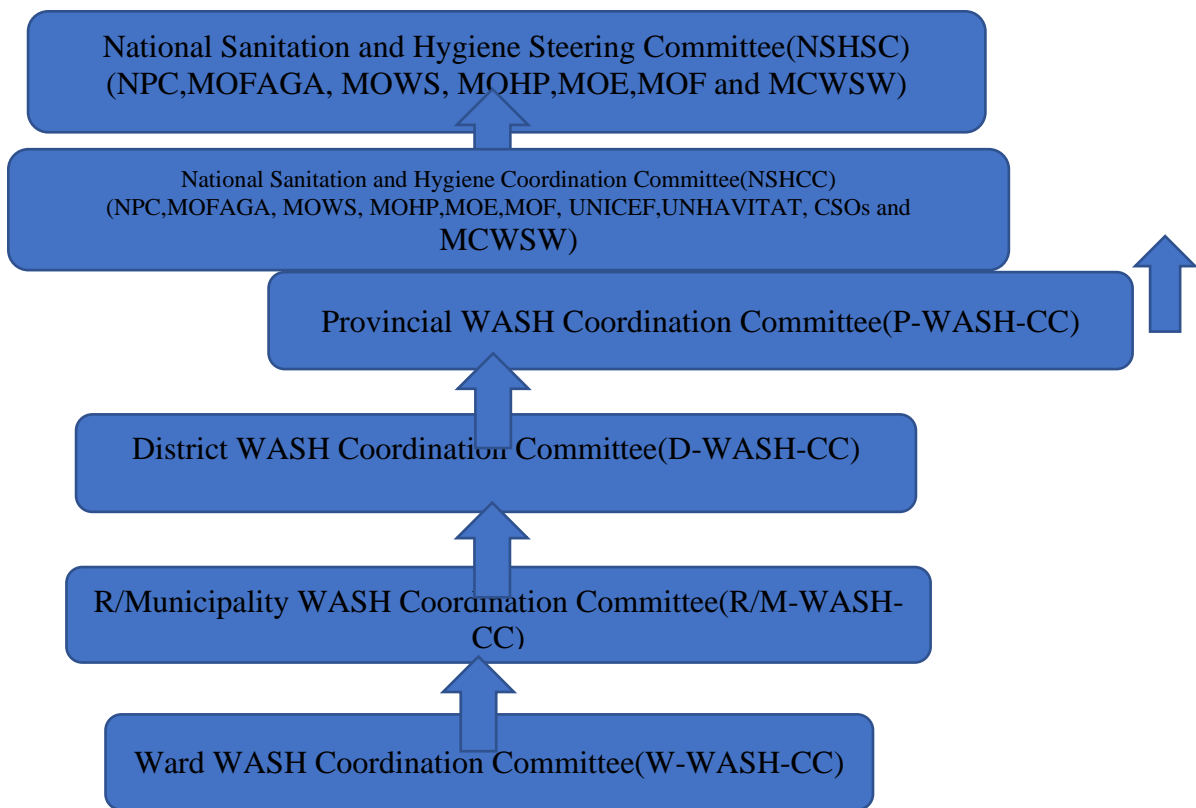 National Sanitation and Hygiene Steering Committee(NSHSC)
(NPC,MOFAGA, MOWS, MOHP,MOE,MOF and MCWSW)
National Sanitation and Hygiene Coordination Committee(NSHCC)
(NPC,MOFAGA, MOWS, MOHP,MOE,MOF, UNICEF,UNHAVITAT, CSOs and
MCWSW)
Provincial WASH Coordination Committee(P-WASH-CC)
District WASH Coordination Committee(D-WASH-CC)
R/Municipality WASH Coordination Committee(R/M-WASH-
CC)
Ward WASH Coordination Committee(W-WASH-CC)